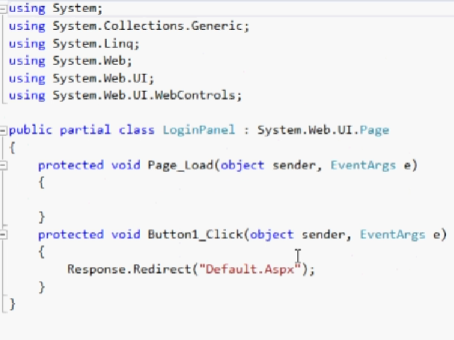 using System;
using System.Collections.Generic;
using System.Linq;
using System.Web;
using System.Web.UI;
using System.Web.UI.WebControls;
public partial class LoginPanel : System.Web.UI.Page
{
protected void Page_Load(object sender, EventArgs e)
{
}
protected void Button1_Click(object sender, EventArgs e)
{
Response.Redirect("Default.Aspx");
}
}